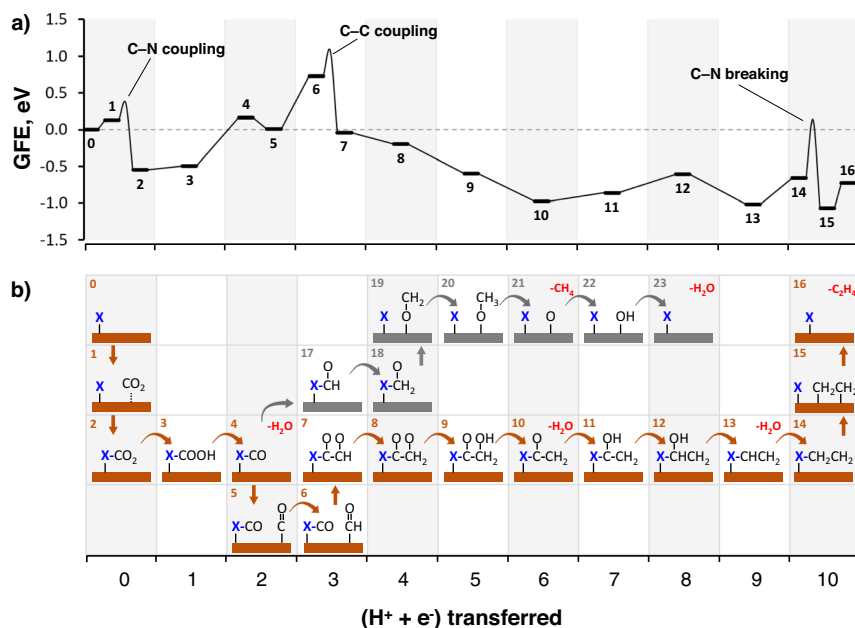 a)
GFE, eV
1.5
1.0
0.5
0.0
-0.5
-1.0
-1.5
C–N coupling
C–C coupling
C–N breaking
0
1
2
3
4
5
6
7
8
9
10
11
12
13
14
15
16
b)
0
X
19
CH₂
X O
20
CH₃
X O
21
-CH₄
X O
22
X OH
23
-H₂O
X
16
-C₂H₄
X
1
X CO₂
17
O
X-CH
18
O
X-CH₂
15
X CH₂CH₂
2
X-CO₂
3
X-COOH
4
-H₂O
X-CO
7
O O
X-C-CH
8
O O
X-C-CH₂
9
O OH
X-C-CH₂
10
-H₂O
O
X-C-CH₂
11
OH
X-C-CH₂
12
OH
X-CHCH₂
13
-H₂O
X-CHCH₂
14
X-CH₂CH₂
5
O
X-CO C
6
O
X-CO CH
0 1 2 3 4 5 6 7 8 9 10
(H⁺ + e⁻) transferred